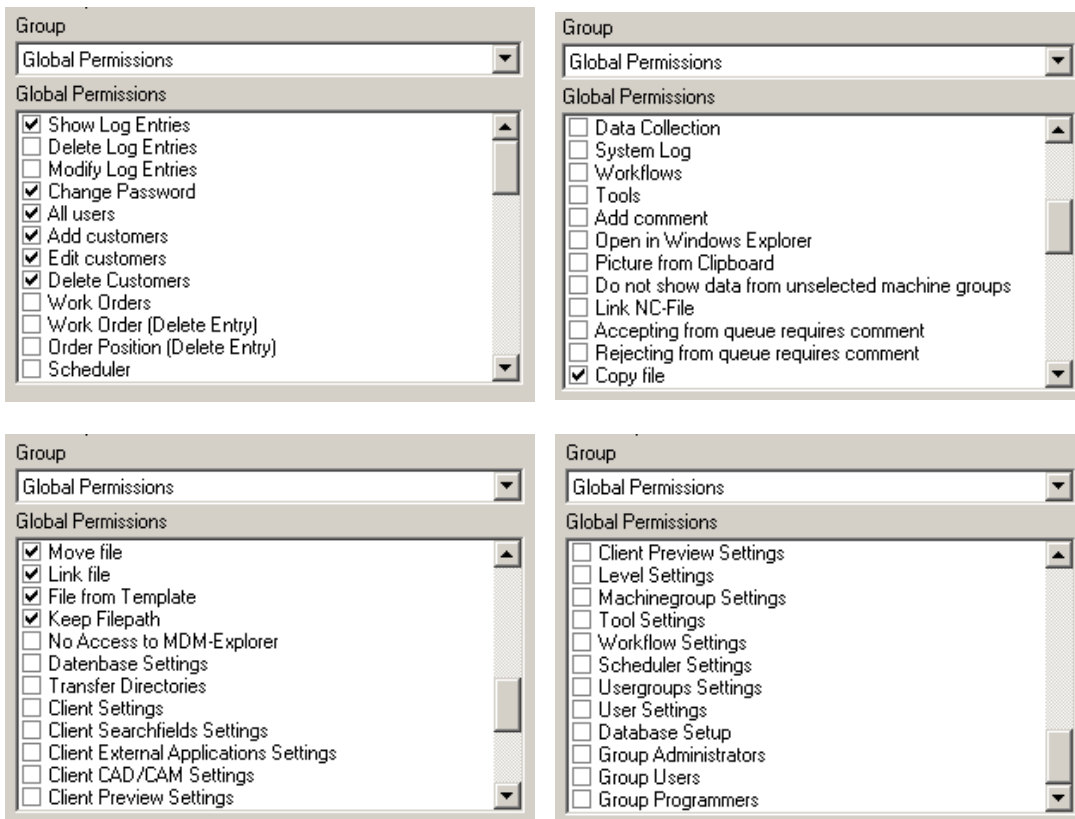 Group
Global Permissions
Global Permissions
Show Log Entries
Delete Log Entries
Modify Log Entries
Change Password
All users
Add customers
Edit customers
Delete Customers
Work Orders
Work Order (Delete Entry)
Order Position (Delete Entry)
Scheduler
Group
Global Permissions
Global Permissions
Data Collection
System Log
Workflows
Tools
Add comment
Open in Windows Explorer
Picture from Clipboard
Do not show data from unselected machine groups
Link NC-File
Accepting from queue requires comment
Rejecting from queue requires comment
Copy file
Group
Global Permissions
Global Permissions
Move file
Link file
File from Template
Keep Filepath
No Access to MDM-Explorer
Datenbase Settings
Transfer Directories
Client Settings
Client Searchfields Settings
Client External Applications Settings
Client CAD/CAM Settings
Client Preview Settings
Group
Global Permissions
Global Permissions
Client Preview Settings
Level Settings
Machinegroup Settings
Tool Settings
Workflow Settings
Scheduler Settings
Usergroups Settings
User Settings
Database Setup
Group Administrators
Group Users
Group Programmers